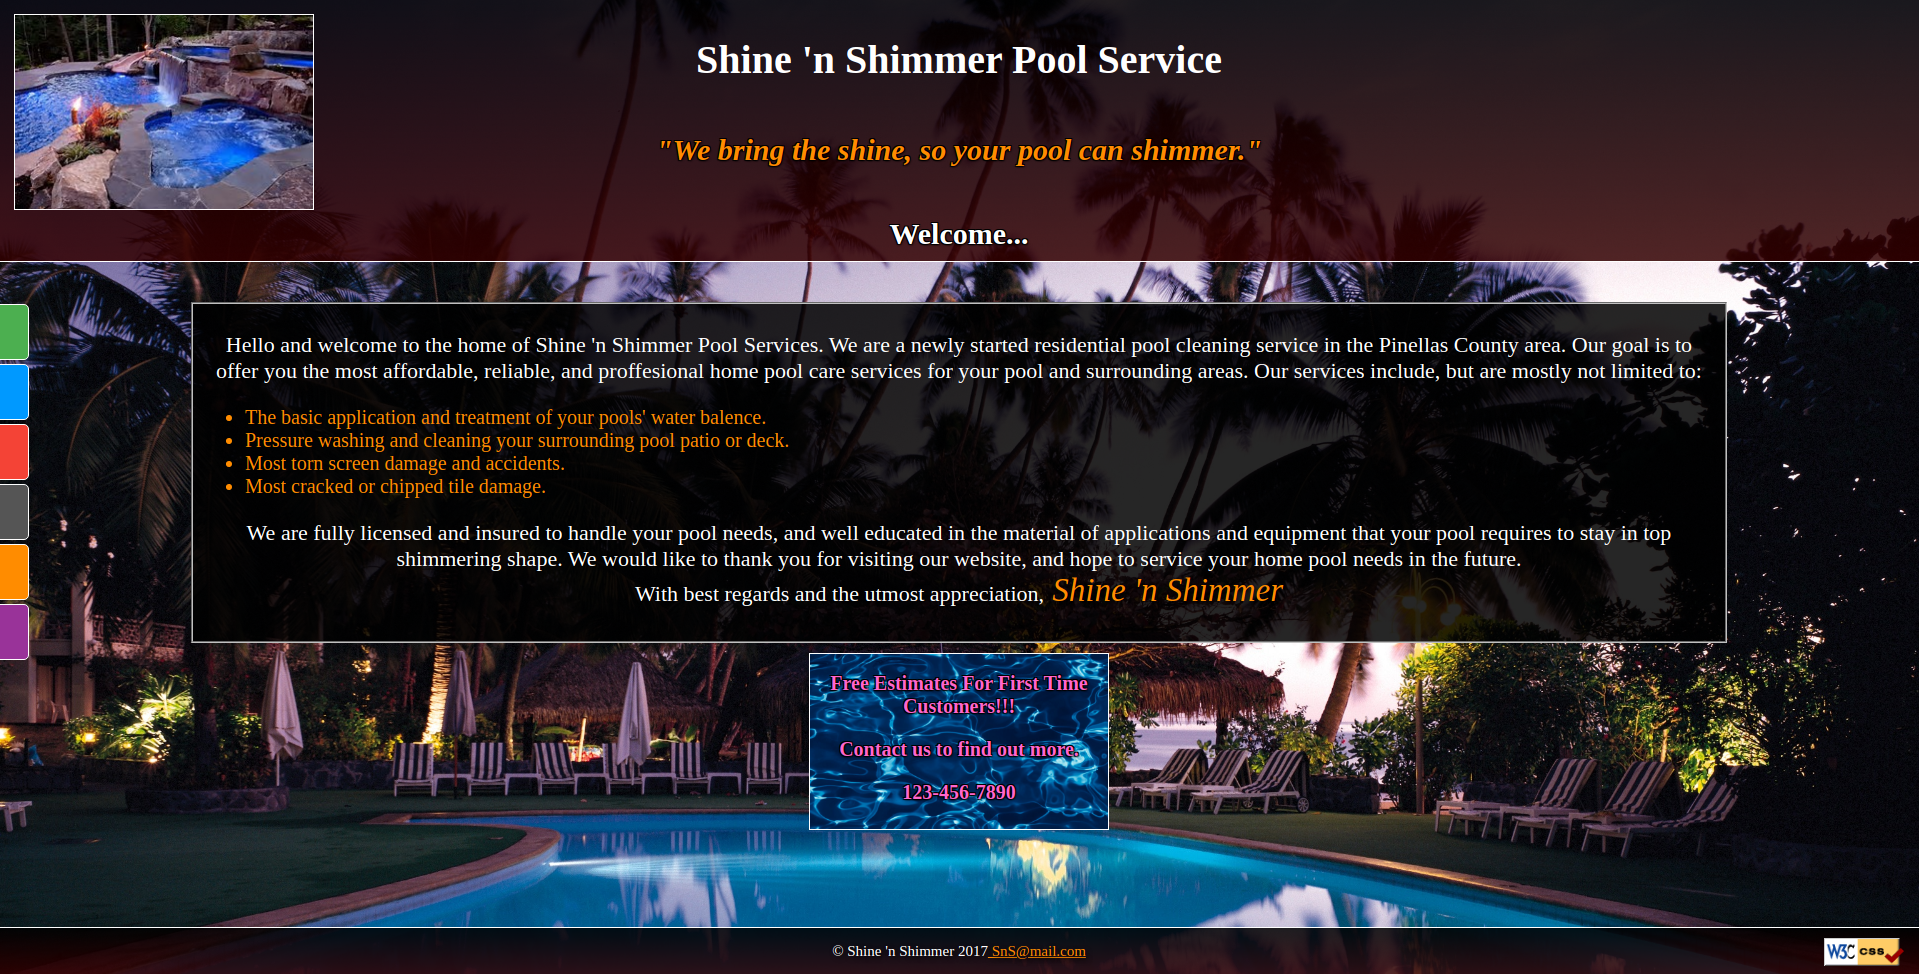 Shine 'n Shimmer Pool Service
"We bring the shine, so your pool can shimmer."
Welcome...
Hello and welcome to the home of Shine 'n Shimmer Pool Services. We are a newly started residential pool cleaning service in the Pinellas County area. Our goal is to
offer you the most affordable, reliable, and proffesional home pool care services for your pool and surrounding areas. Our services include, but are mostly not limited to:
• The basic application and treatment of your pools' water balence.
• Pressure washing and cleaning your surrounding pool patio or deck.
• Most torn screen damage and accidents.
• Most cracked or chipped tile damage.
We are fully licensed and insured to handle your pool needs, and well educated in the material of applications and equipment that your pool requires to stay in top
shimmering shape. We would like to thank you for visiting our website, and hope to service your home pool needs in the future.
With best regards and the utmost appreciation, Shine 'n Shimmer
Free Estimates For First Time
Customers!!!
Contact us to find out more.
123-456-7890
© Shine 'n Shimmer 2017 SnS@mail.com
W3C css